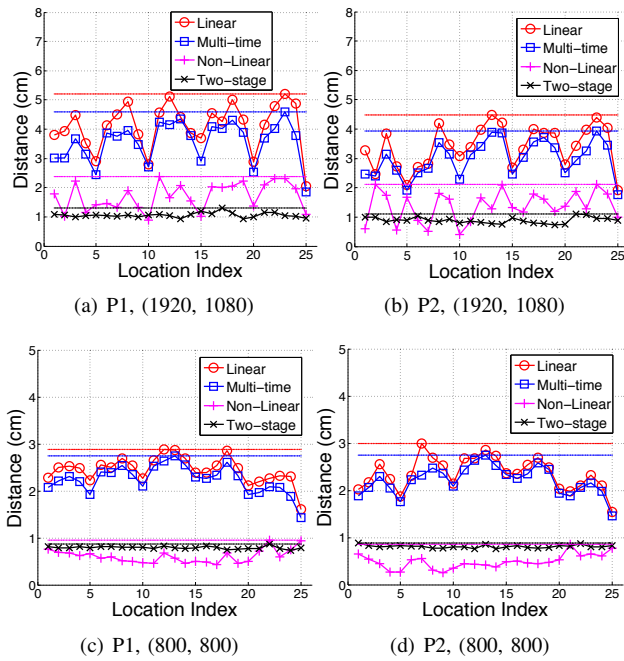 8
7
6
5
4
3
2
1
0
Distance (cm)
0 5 10 15 20 25
Location Index
Linear
Multi−time
Non−Linear
Two−stage
(a) P1, (1920, 1080)
8
7
6
5
4
3
2
1
0
Distance (cm)
0 5 10 15 20 25
Location Index
Linear
Multi−time
Non−Linear
Two−stage
(b) P2, (1920, 1080)
5
4
3
2
1
0
Distance (cm)
0 5 10 15 20 25
Location Index
Linear
Multi−time
Non−Linear
Two−stage
(c) P1, (800, 800)
5
4
3
2
1
0
Distance (cm)
0 5 10 15 20 25
Location Index
Linear
Multi−time
Non−Linear
Two−stage
(d) P2, (800, 800)